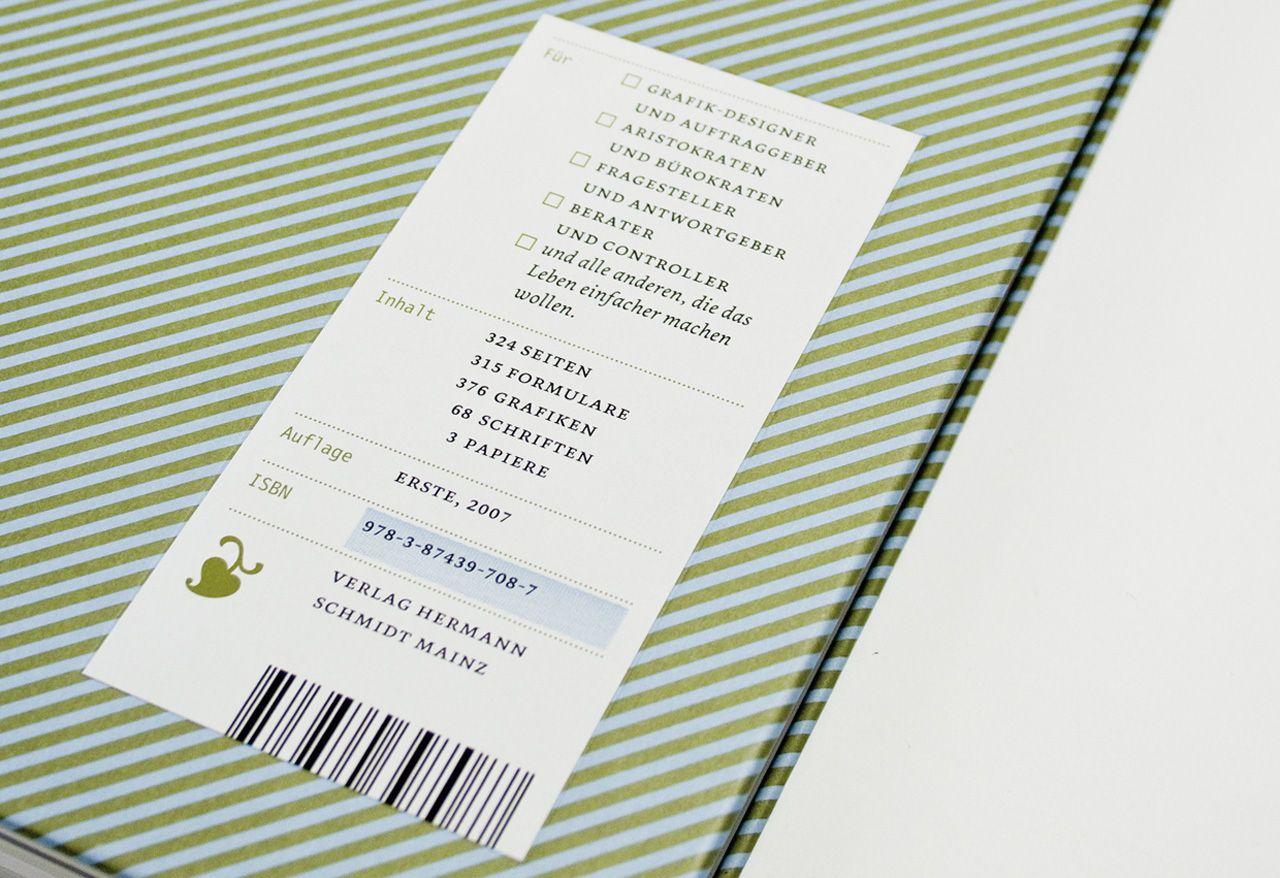 Für
GRAFIK-DESIGNER
UND AUFTRAGGEBER
ARISTOKRATEN
UND BÜROKRATEN
FRAGESTELLER
UND ANTWORTGEBER
BERATER
UND CONTROLLER
und alle anderen, die das
Leben einfacher machen
wollen.
Inhalt
324 SEITEN
315 FORMULARE
376 GRAFIKEN
68 SCHRIFTEN
3 PAPIERE
Auflage
ERSTE, 2007
ISBN
978-3-87439-708-7
VERLAG HERMANN
SCHMIDT MAINZ